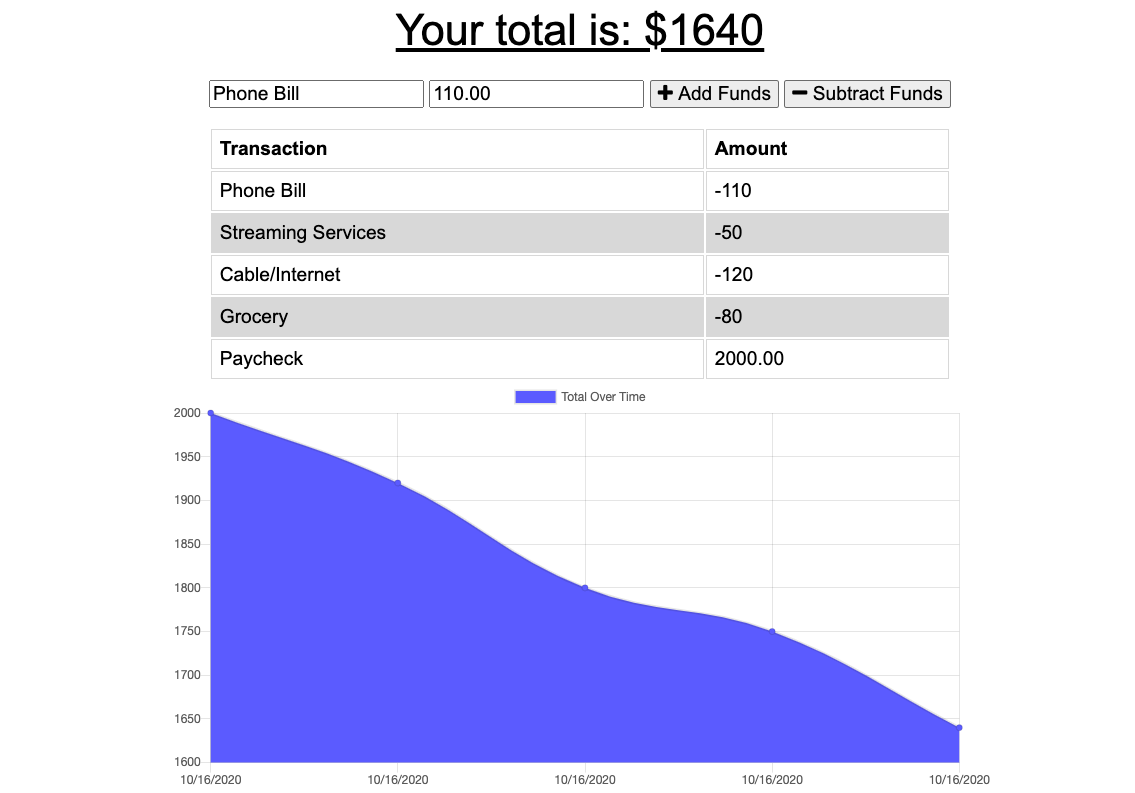 Your total is: $1640
Phone Bill 110.00 Add Funds Subtract Funds
Transaction Amount
Phone Bill -110
Streaming Services -50
Cable/Internet -120
Grocery -80
Paycheck 2000.00
Total Over Time
2000
1950
1900
1850
1800
1750
1700
1650
1600
10/16/2020 10/16/2020 10/16/2020 10/16/2020 10/16/2020